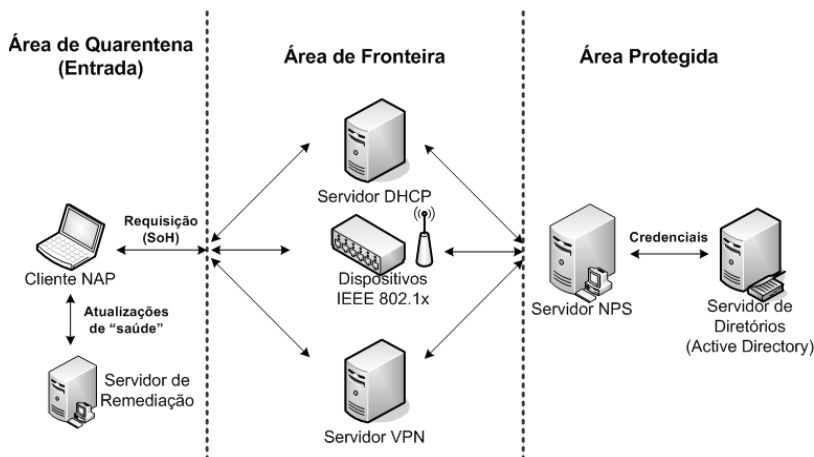 Área de Quarentena
(Entrada)
Área de Fronteira
Área Protegida
Servidor DHCP
Requisição
(SoH)
Cliente NAP
Dispositivos
IEEE 802.1x
Credenciais
Servidor NPS
Servidor de
Diretórios
(Active Directory)
Atualizações
de “saúde”
Servidor de
Remediação
Servidor VPN